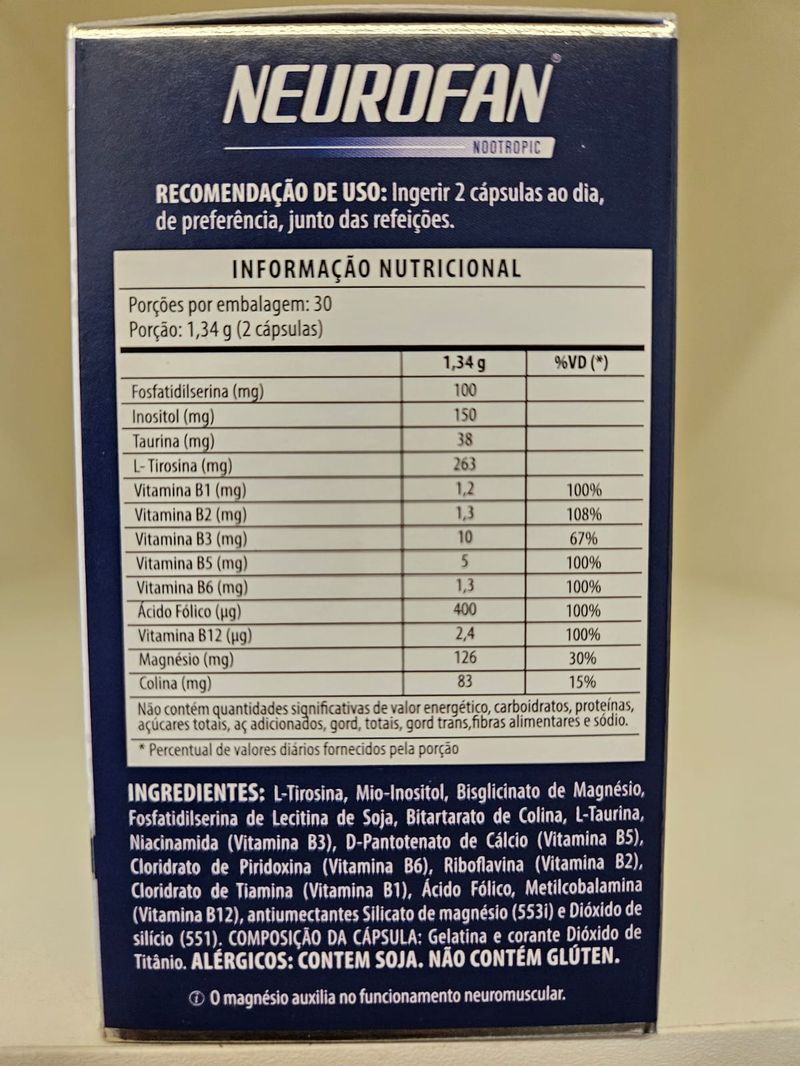 NEUROFAN®
NOOTROPIC
RECOMENDAÇÃO DE USO: Ingerir 2 cápsulas ao dia,
de preferência, junto das refeições.
INFORMAÇÃO NUTRICIONAL
Porções por embalagem: 30
Porção: 1,34 g (2 cápsulas)
1,34 g %VD (*)
Fosfatidilserina (mg) 100
Inositol (mg) 150
Taurina (mg) 38
L- Tirosina (mg) 263
Vitamina B1 (mg) 1,2 100%
Vitamina B2 (mg) 1,3 108%
Vitamina B3 (mg) 10 67%
Vitamina B5 (mg) 5 100%
Vitamina B6 (mg) 1,3 100%
Ácido Fólico (µg) 400 100%
Vitamina B12 (µg) 2,4 100%
Magnésio (mg) 126 30%
Colina (mg) 83 15%
Não contém quantidades significativas de valor energético, carboidratos, proteínas,
açúcares totais, aç adicionados, gord, totais, gord trans,fibras alimentares e sódio.
* Percentual de valores diários fornecidos pela porção
INGREDIENTES: L-Tirosina, Mio-Inositol, Bisglicinato de Magnésio,
Fosfatidilserina de Lecitina de Soja, Bitartarato de Colina, L-Taurina,
Niacinamida (Vitamina B3), D-Pantotenato de Cálcio (Vitamina B5),
Cloridrato de Piridoxina (Vitamina B6), Riboflavina (Vitamina B2),
Cloridrato de Tiamina (Vitamina B1), Ácido Fólico, Metilcobalamina
(Vitamina B12), antiumectantes Silicato de magnésio (553i) e Dióxido de
silício (551). COMPOSIÇÃO DA CÁPSULA: Gelatina e corante Dióxido de
Titânio. ALÉRGICOS: CONTEM SOJA. NÃO CONTÉM GLÚTEN.
O magnésio auxilia no funcionamento neuromuscular.